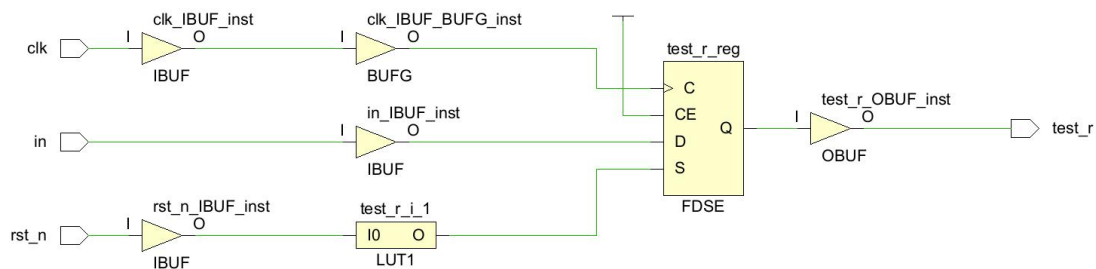 clk_IBUF_inst
clk
I
O
IBUF
clk_IBUF_BUFG_inst
I
O
BUFG
in_IBUF_inst
in
I
O
IBUF
rst_n_IBUF_inst
rst_n
I
O
IBUF
test_r_i_1
I0
O
LUT1
test_r_reg
C
CE
D
S
Q
FDSE
test_r_OBUF_inst
I
O
OBUF
test_r